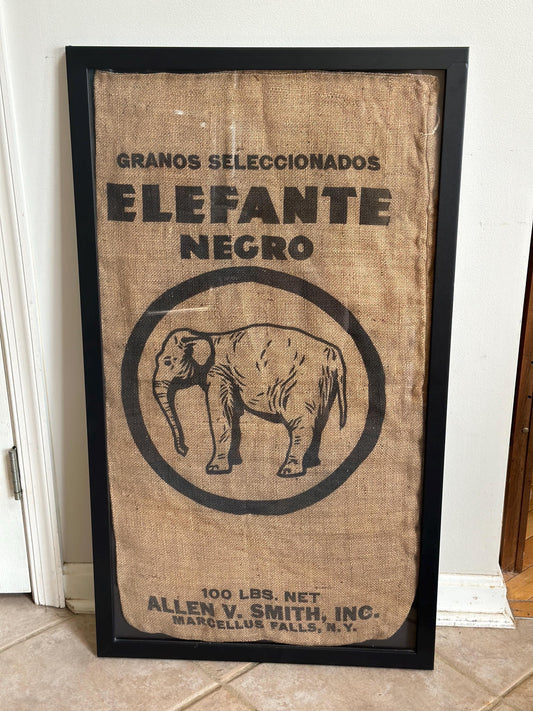 GRANOS SELECCIONADOS
ELEFANTE
NEGRO
100 LBS. NET
ALLEN V. SMITH, INC.
MARCELLUS FALLS, N.Y.